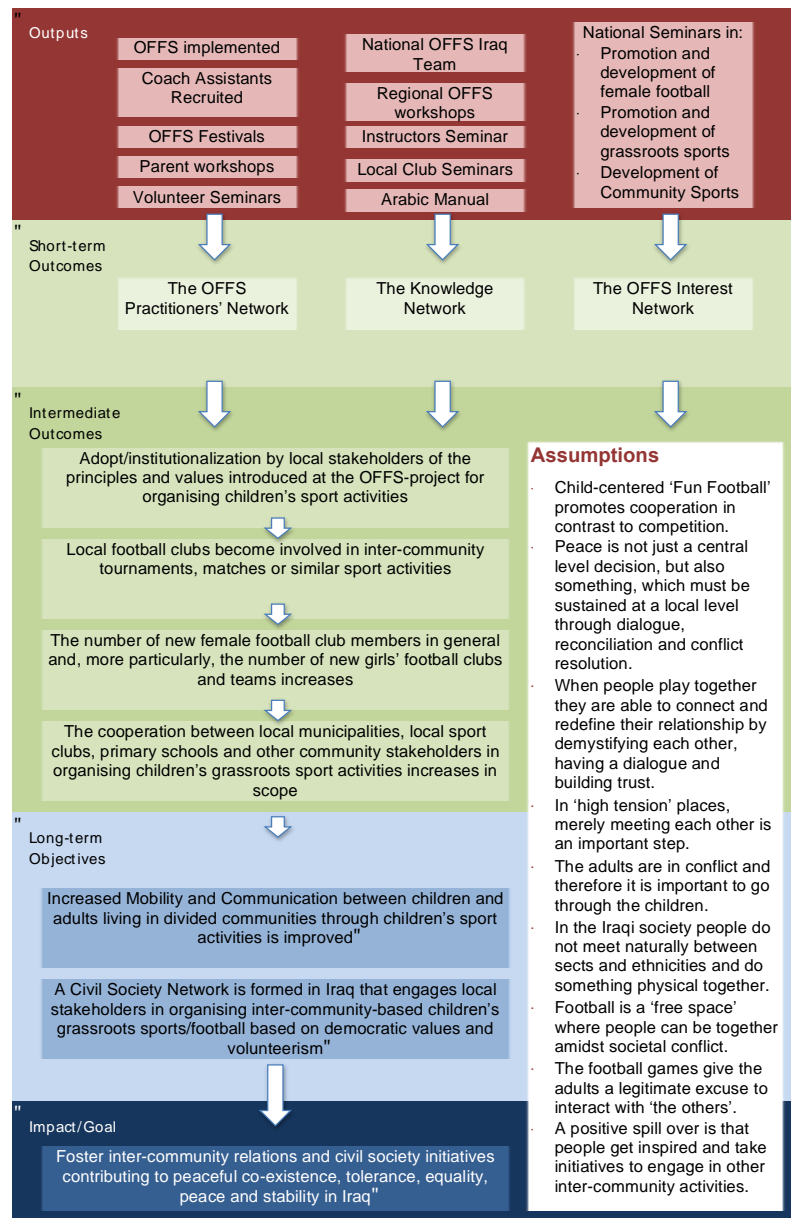 "
Outputs
OFFS implemented
Coach Assistants
Recruited
OFFS Festivals
Parent workshops
Volunteer Seminars
National OFFS Iraq
Team
Regional OFFS
workshops
Instructors Seminar
Local Club Seminars
Arabic Manual
National Seminars in:
· Promotion and
development of
female football
· Promotion and
development of
grassroots sports
· Development of
Community Sports
"
Short-term
Outcomes
The OFFS
Practitioners' Network
The Knowledge
Network
The OFFS Interest
Network
"
Intermediate
Outcomes
Adopt/institutionalization by local stakeholders of the
principles and values introduced at the OFFS-project for
organising children's sport activities
Local football clubs become involved in inter-community
tournaments, matches or similar sport activities
The number of new female football club members in general
and, more particularly, the number of new girls' football clubs
and teams increases
The cooperation between local municipalities, local sport
clubs, primary schools and other community stakeholders in
organising children's grassroots sport activities increases in
scope
"
Long-term
Objectives
Increased Mobility and Communication between children and
adults living in divided communities through children's sport
activities is improved"
A Civil Society Network is formed in Iraq that engages local
stakeholders in organising inter-community-based children's
grassroots sports/football based on democratic values and
volunteerism"
"
Impact/Goal
Foster inter-community relations and civil society initiatives
contributing to peaceful co-existence, tolerance, equality,
peace and stability in Iraq"
Assumptions
· Child-centered 'Fun Football'
promotes cooperation in
contrast to competition.
· Peace is not just a central
level decision, but also
something, which must be
sustained at a local level
through dialogue,
reconciliation and conflict
resolution.
· When people play together
they are able to connect and
redefine their relationship by
demystifying each other,
having a dialogue and
building trust.
· In 'high tension' places,
merely meeting each other is
an important step.
· The adults are in conflict and
therefore it is important to go
through the children.
· In the Iraqi society people do
not meet naturally between
sects and ethnicities and do
something physical together.
· Football is a 'free space'
where people can be together
amidst societal conflict.
· The football games give the
adults a legitimate excuse to
interact with 'the others'.
· A positive spill over is that
people get inspired and take
initiatives to engage in other
inter-community activities.